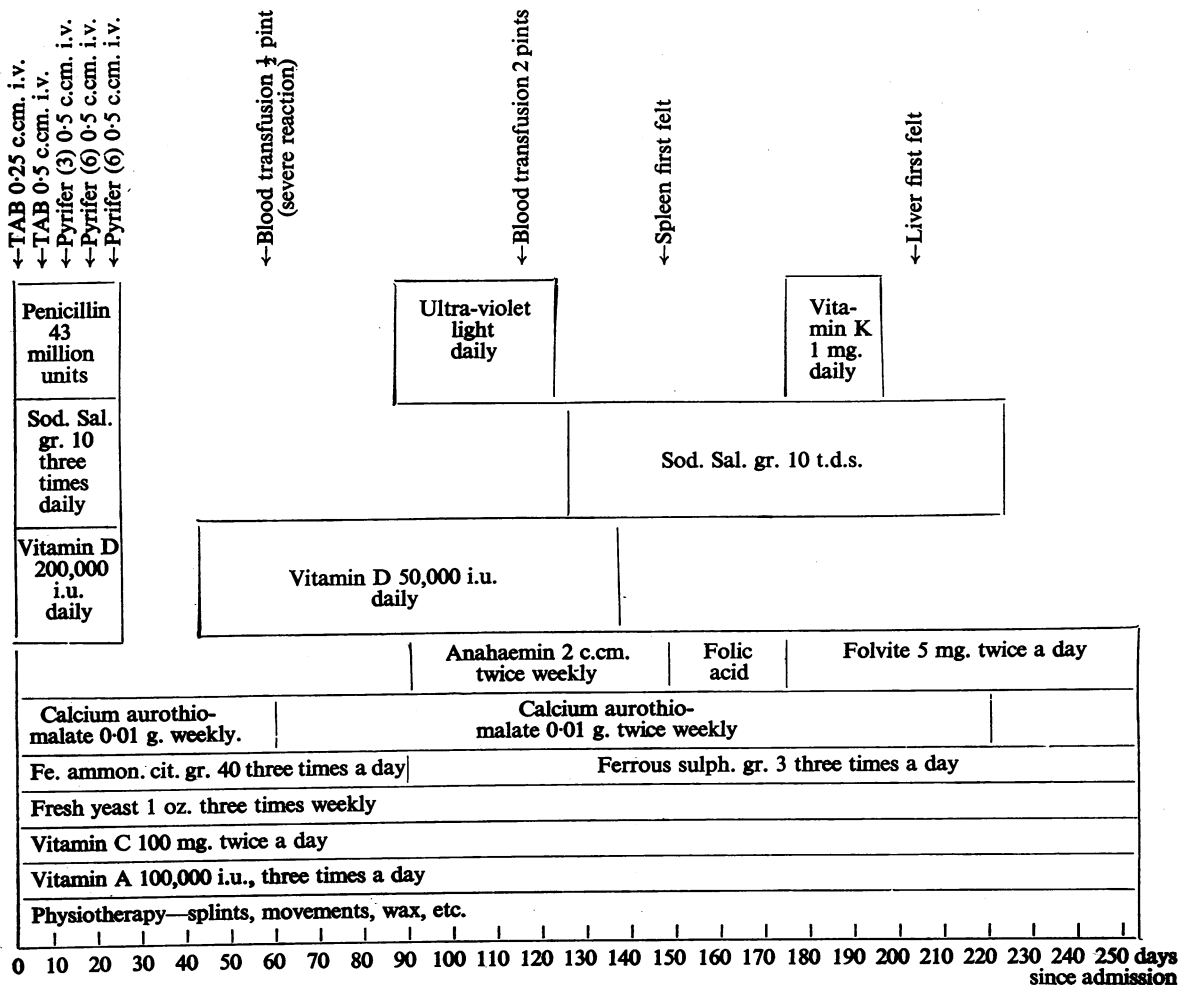 ←TAB 0·25 c.cm. i.v.
←TAB 0·5 c.cm. i.v.
←Pyrifer (3) 0·5 c.cm. i.v.
←Pyrifer (6) 0·5 c.cm. i.v.
←Pyrifer (6) 0·5 c.cm. i.v.
←Blood transfusion ½ pint
(severe reaction)
←Blood transfusion 2 pints
←Spleen first felt
←Liver first felt
Penicillin
43
million
units
Ultra-violet
light
daily
Vita-
min K
1 mg.
daily
Sod. Sal.
gr. 10
three
times
daily
Sod. Sal. gr. 10 t.d.s.
Vitamin D
200,000
i.u.
daily
Vitamin D 50,000 i.u.
daily
Anahaemin 2 c.cm.
twice weekly
Folic
acid
Folvite 5 mg. twice a day
Calcium aurothio-
malate 0·01 g. weekly.
Calcium aurothio-
malate 0·01 g. twice weekly
Fe. ammon. cit. gr. 40 three times a day
Ferrous sulph. gr. 3 three times a day
Fresh yeast 1 oz. three times weekly
Vitamin C 100 mg. twice a day
Vitamin A 100,000 i.u., three times a day
Physiotherapy—splints, movements, wax, etc.
0 10 20 30 40 50 60 70 80 90 100 110 120 130 140 150 160 170 180 190 200 210 220 230 240 250 days
since admission